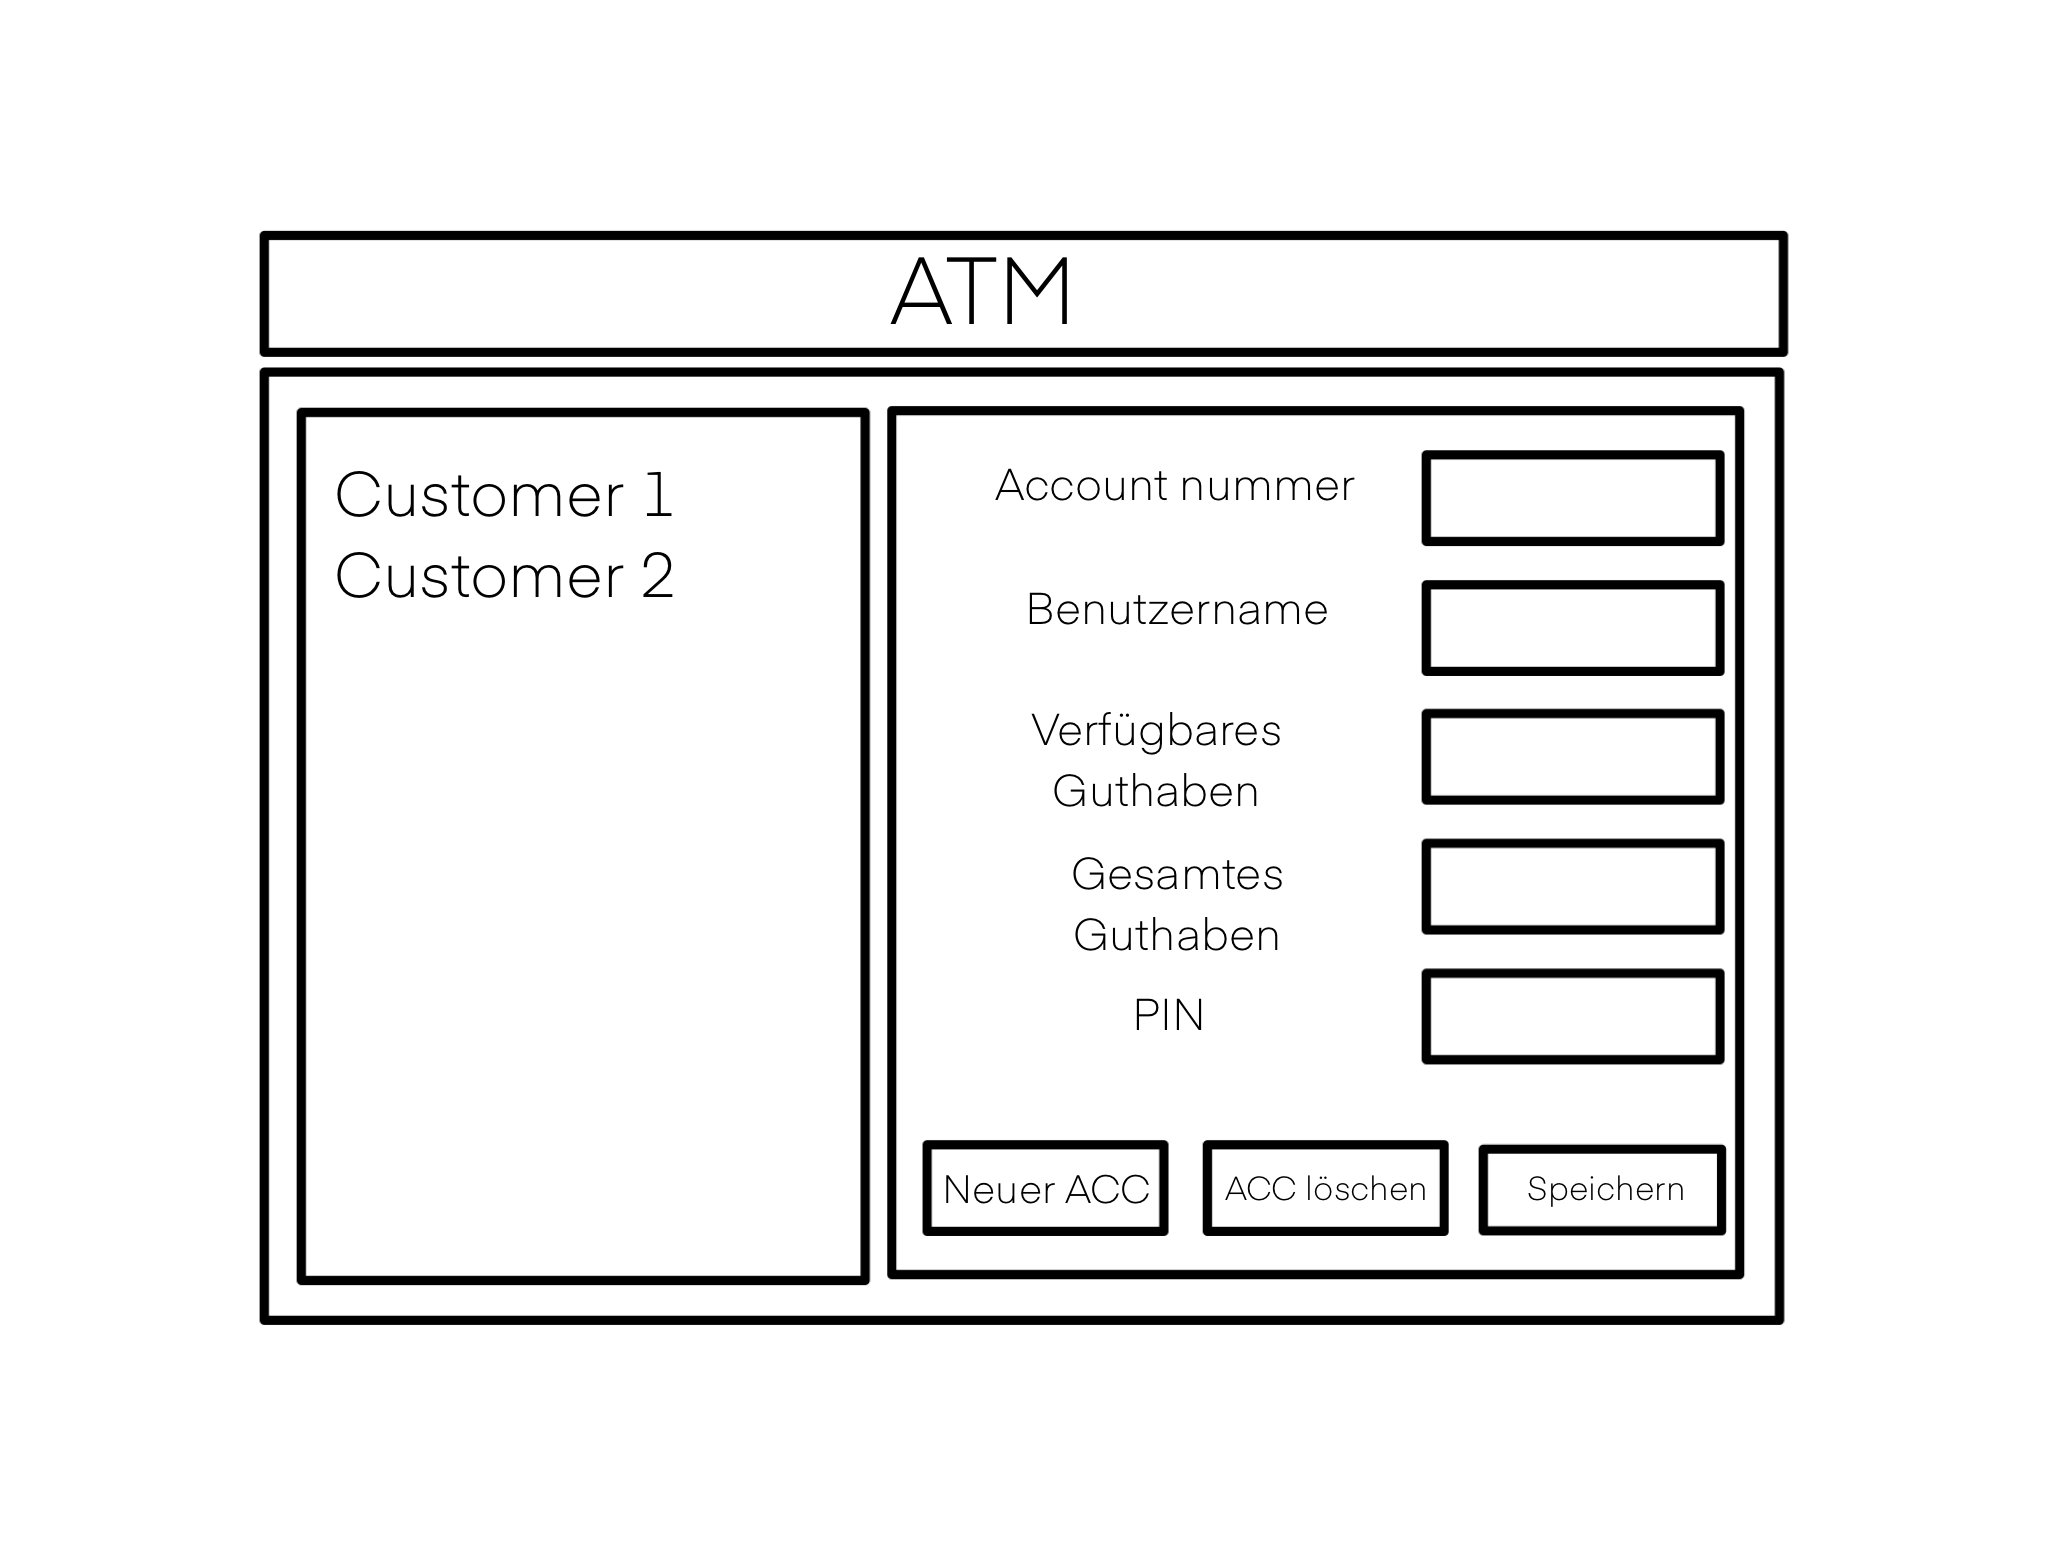 ATM
Customer 1
Customer 2
Account nummer
Benutzername
Verfügbares
Guthaben
Gesamtes
Guthaben
PIN
Neuer ACC
ACC löschen
Speichern